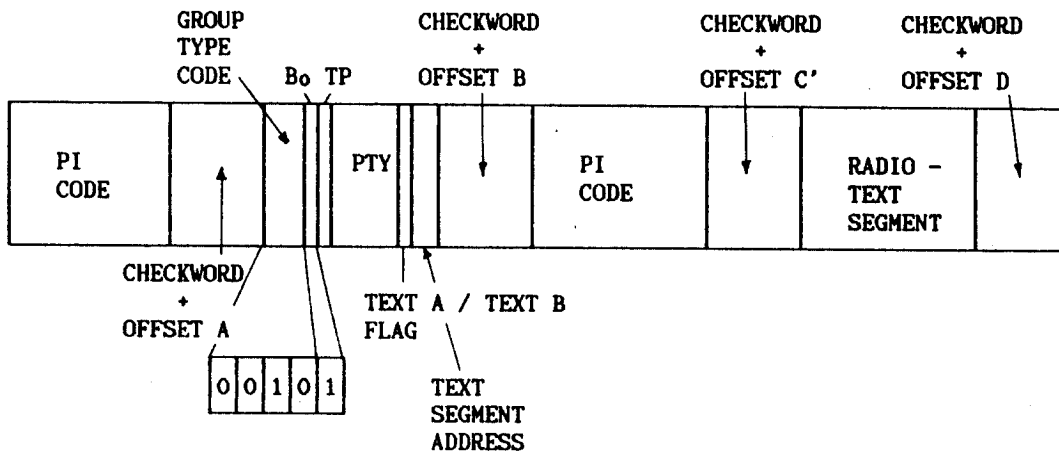 GROUP
TYPE
CODE
Bo TP
CHECKWORD
+
OFFSET B
CHECKWORD
+
OFFSET C'
CHECKWORD
+
OFFSET D
PI
CODE
PTY
PI
CODE
RADIO -
TEXT
SEGMENT
CHECKWORD
+
OFFSET A
TEXT A / TEXT B
FLAG
0 0 1 0 1
TEXT
SEGMENT
ADDRESS